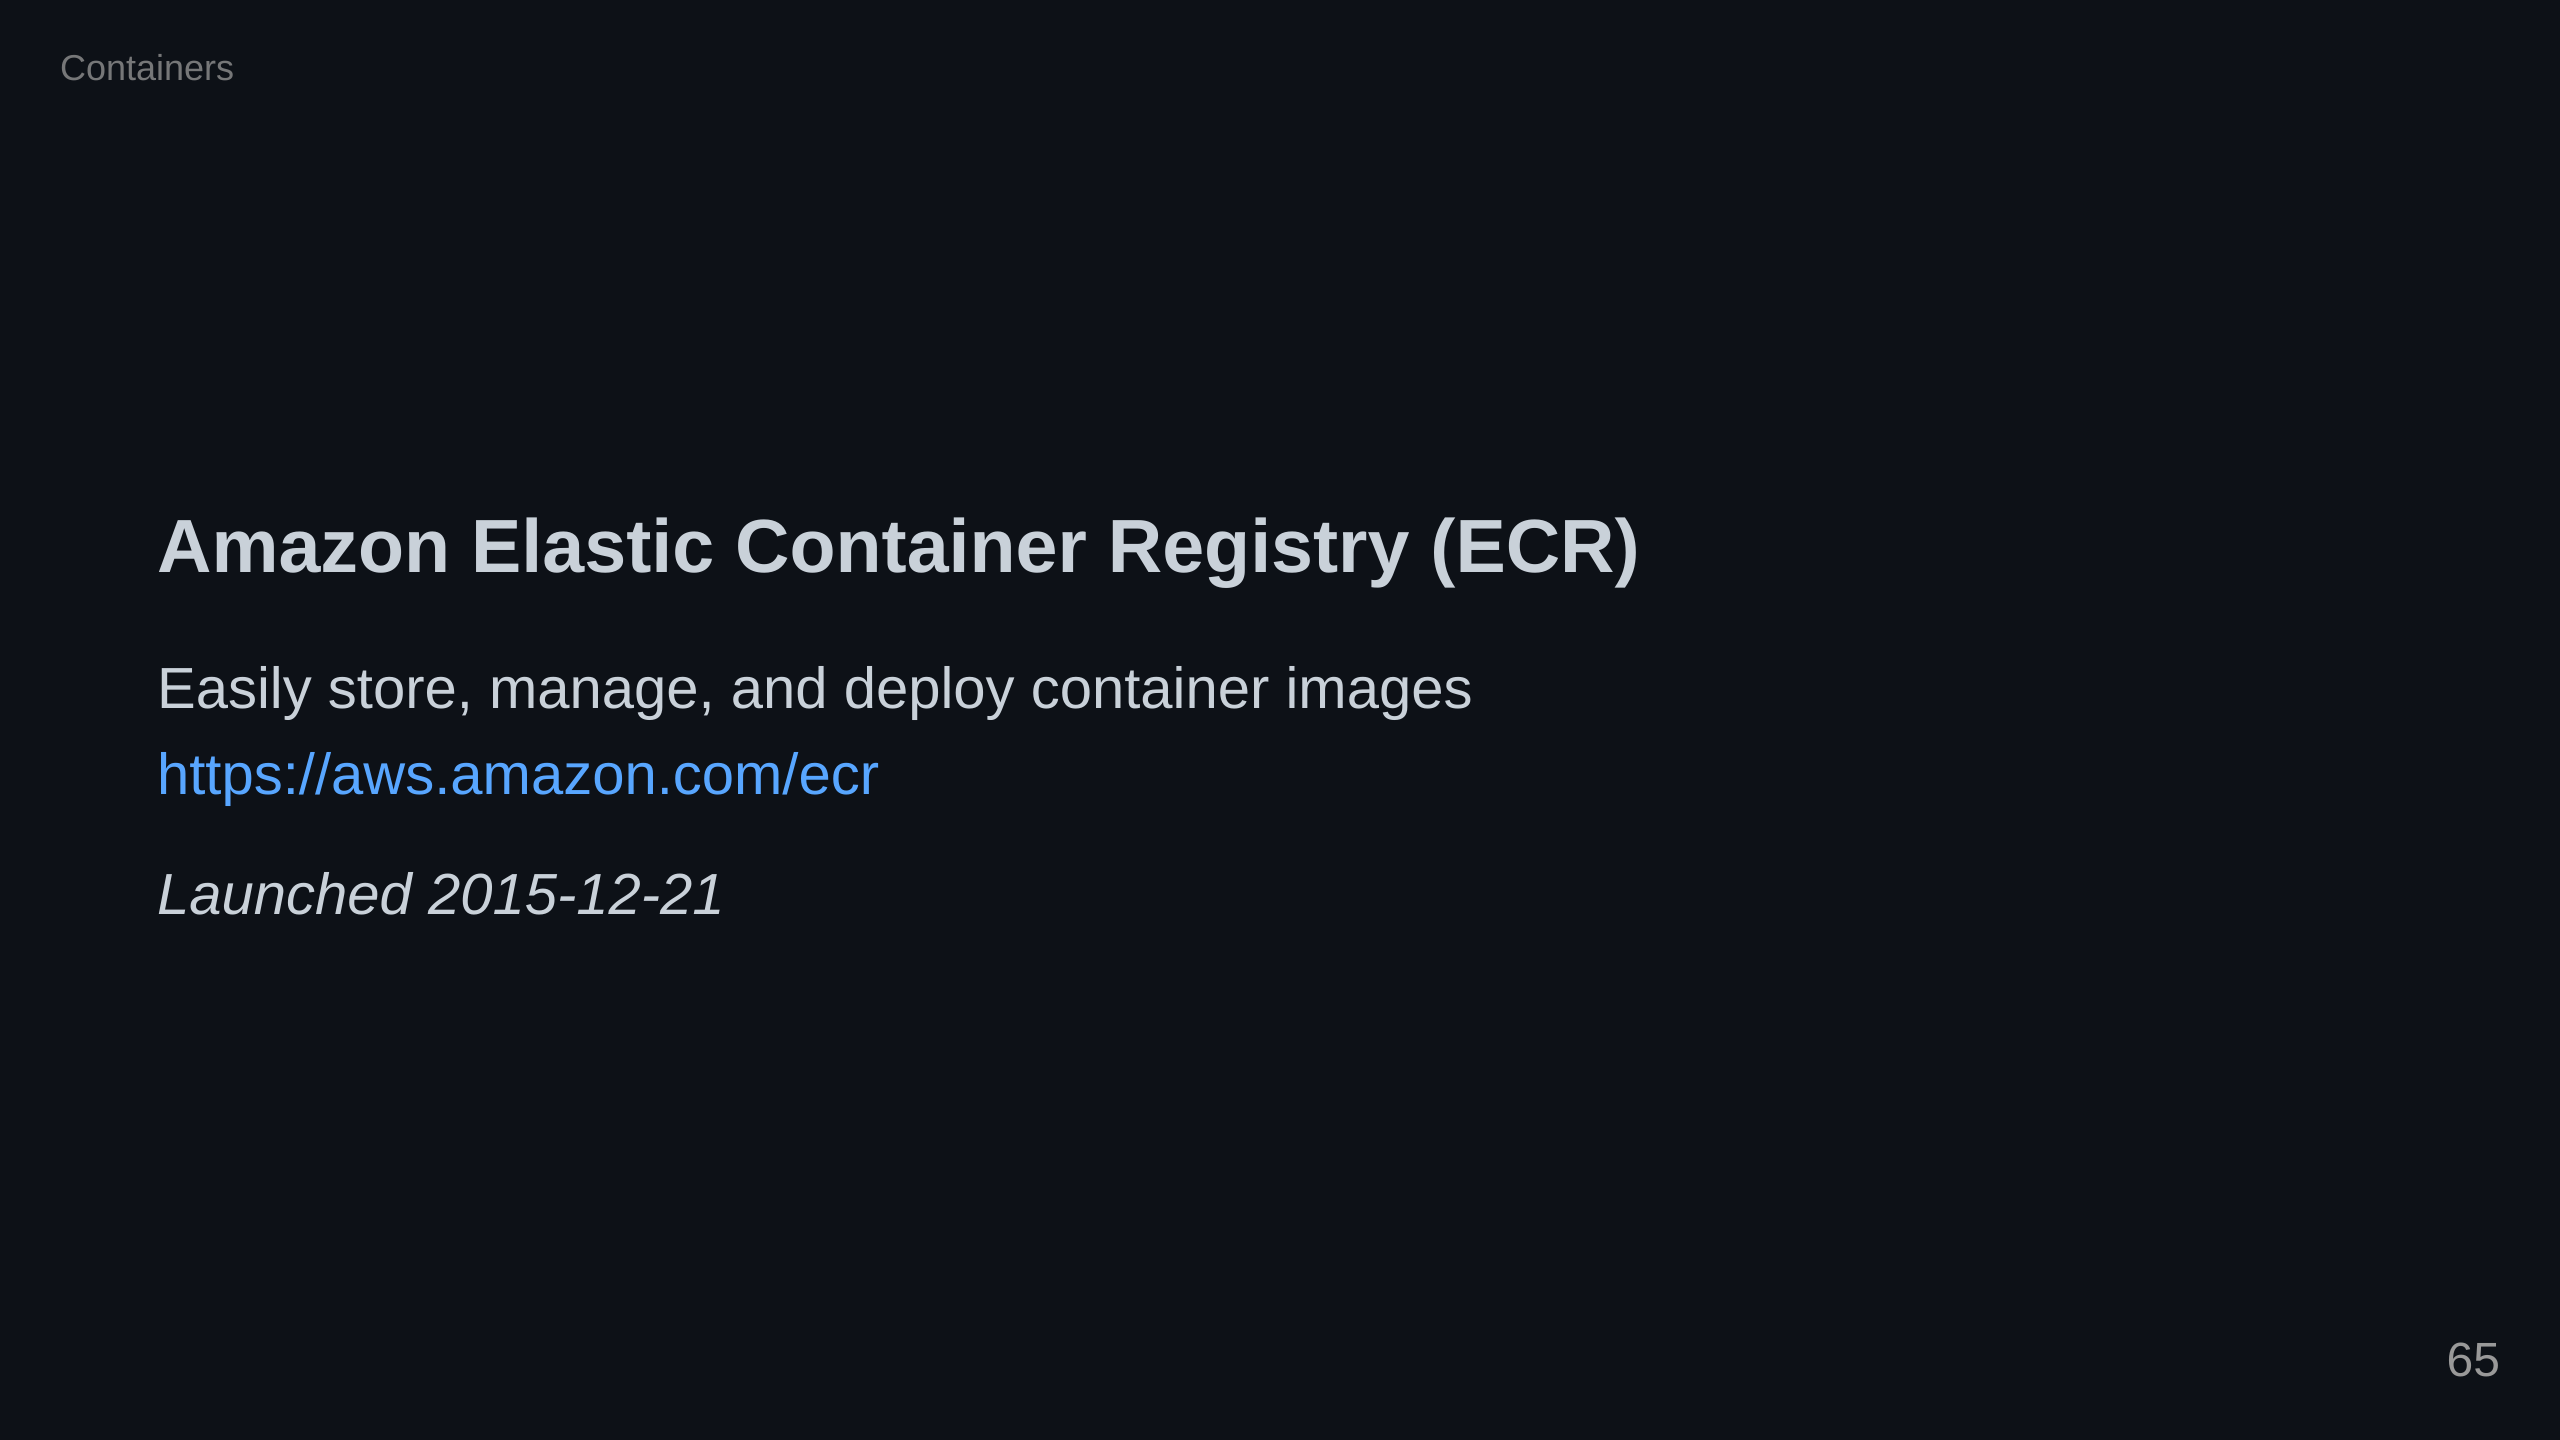 Containers
Amazon Elastic Container Registry (ECR)
Easily store, manage, and deploy container images
https://aws.amazon.com/ecr
Launched 2015-12-21
65